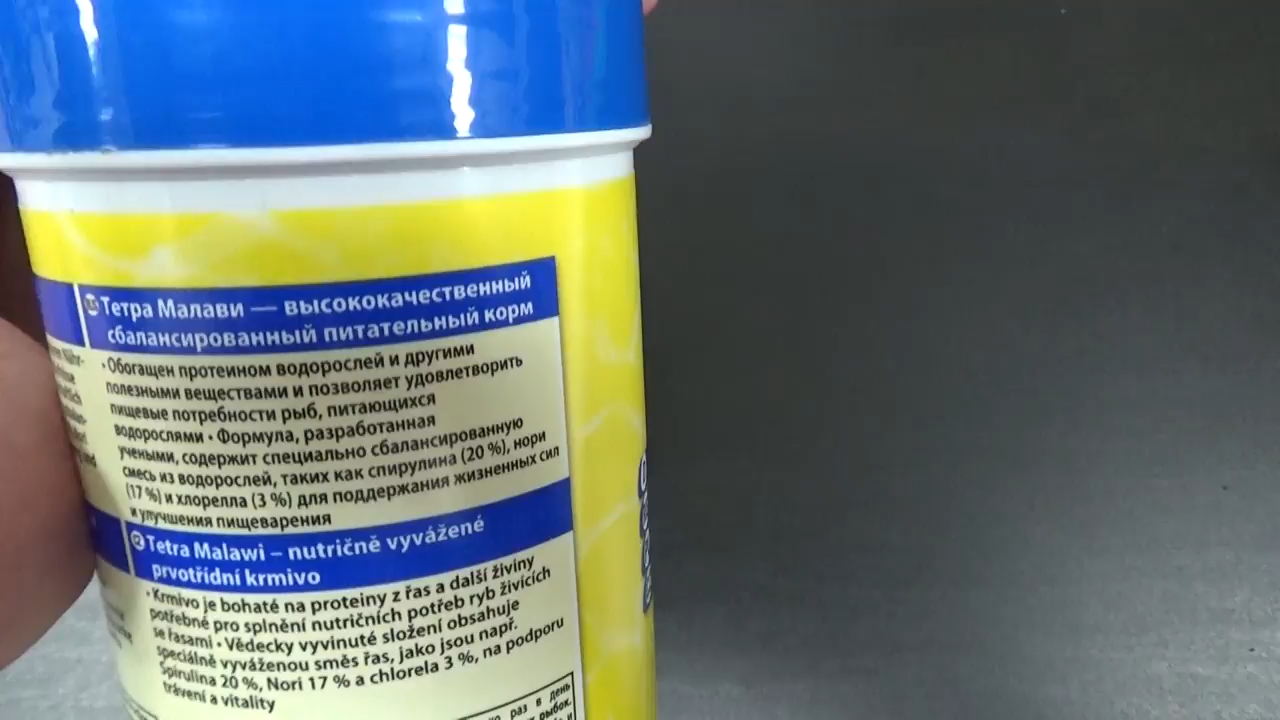 Тетра Малави — высококачественный
сбалансированный питательный корм
• Обогащен протеином водорослей и другими
полезными веществами и позволяет удовлетворить
пищевые потребности рыб, питающихся
водорослями • Формула, разработанная
учеными, содержит специально сбалансированную
смесь из водорослей, таких как спирулина (20 %), нори
(17 %) и хлорелла (3 %) для поддержания жизненных сил
и улучшения пищеварения
CZ Tetra Malawi – nutričně vyvážené
prvotřídní krmivo
• Krmivo je bohaté na proteiny z řas a další živiny
potřebné pro splnění nutričních potřeb ryb živících
se řasami • Vědecky vyvinuté složení obsahuje
speciálně vyváženou směs řas, jako jsou např.
Spirulina 20 %, Nori 17 % a chlorela 3 %, na podporu
trávení a vitality
раз в день
рыбок.